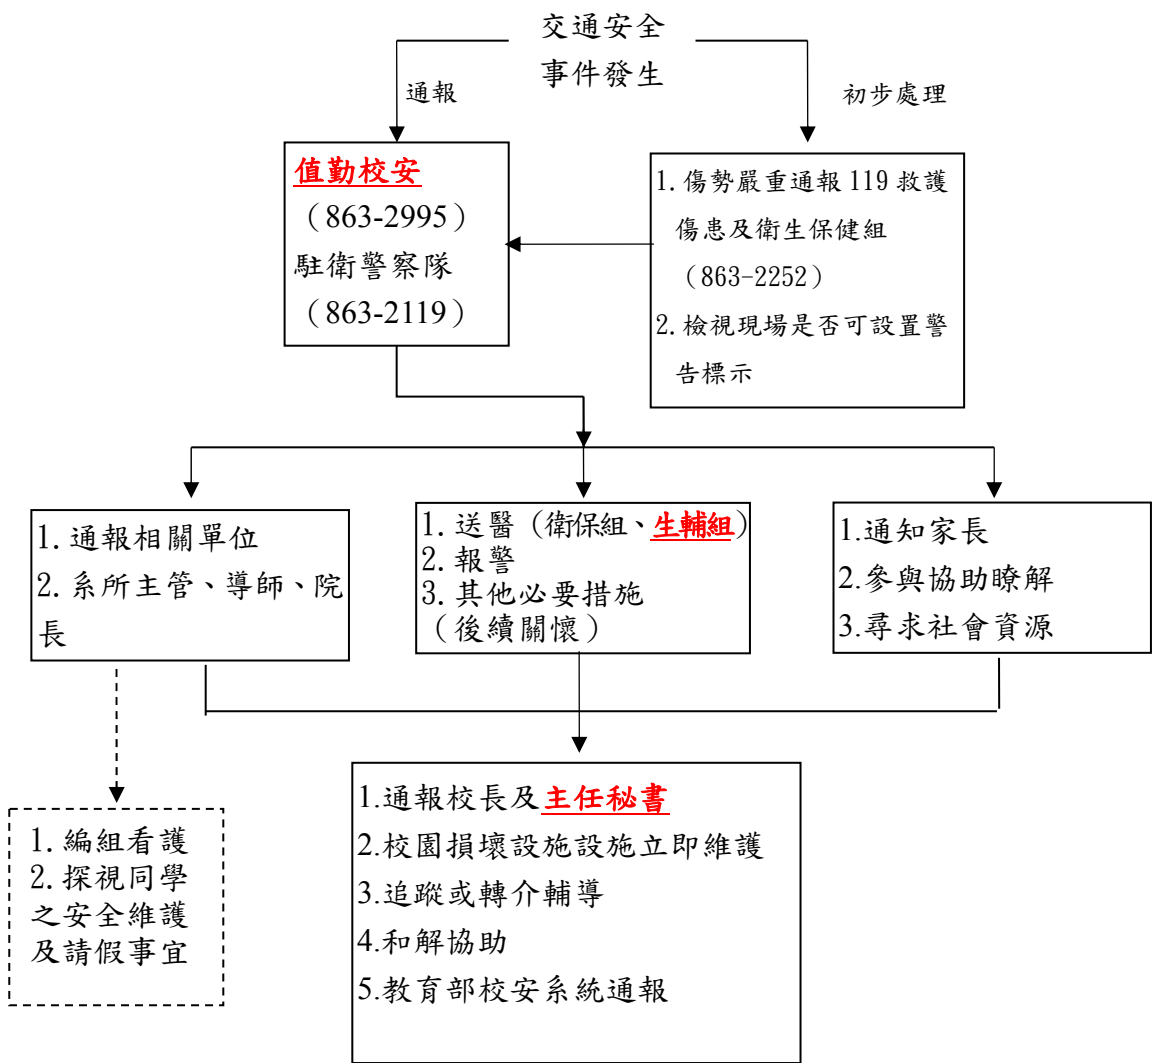 交通安全
事件發生
通報
初步處理
值勤校安
（863-2995）
駐衛警察隊
（863-2119）
1. 傷勢嚴重通報 119 救護
傷患及衛生保健組
（863-2252）
2. 檢視現場是否可設置警
告標示
1. 通報相關單位
2. 系所主管、導師、院
長
1. 送醫（衛保組、生輔組）
2. 報警
3. 其他必要措施
（後續關懷）
1.通知家長
2.參與協助瞭解
3.尋求社會資源
1. 編組看護
2. 探視同學
之安全維護
及請假事宜
1.通報校長及主任秘書
2.校園損壞設施設施立即維護
3.追蹤或轉介輔導
4.和解協助
5.教育部校安系統通報